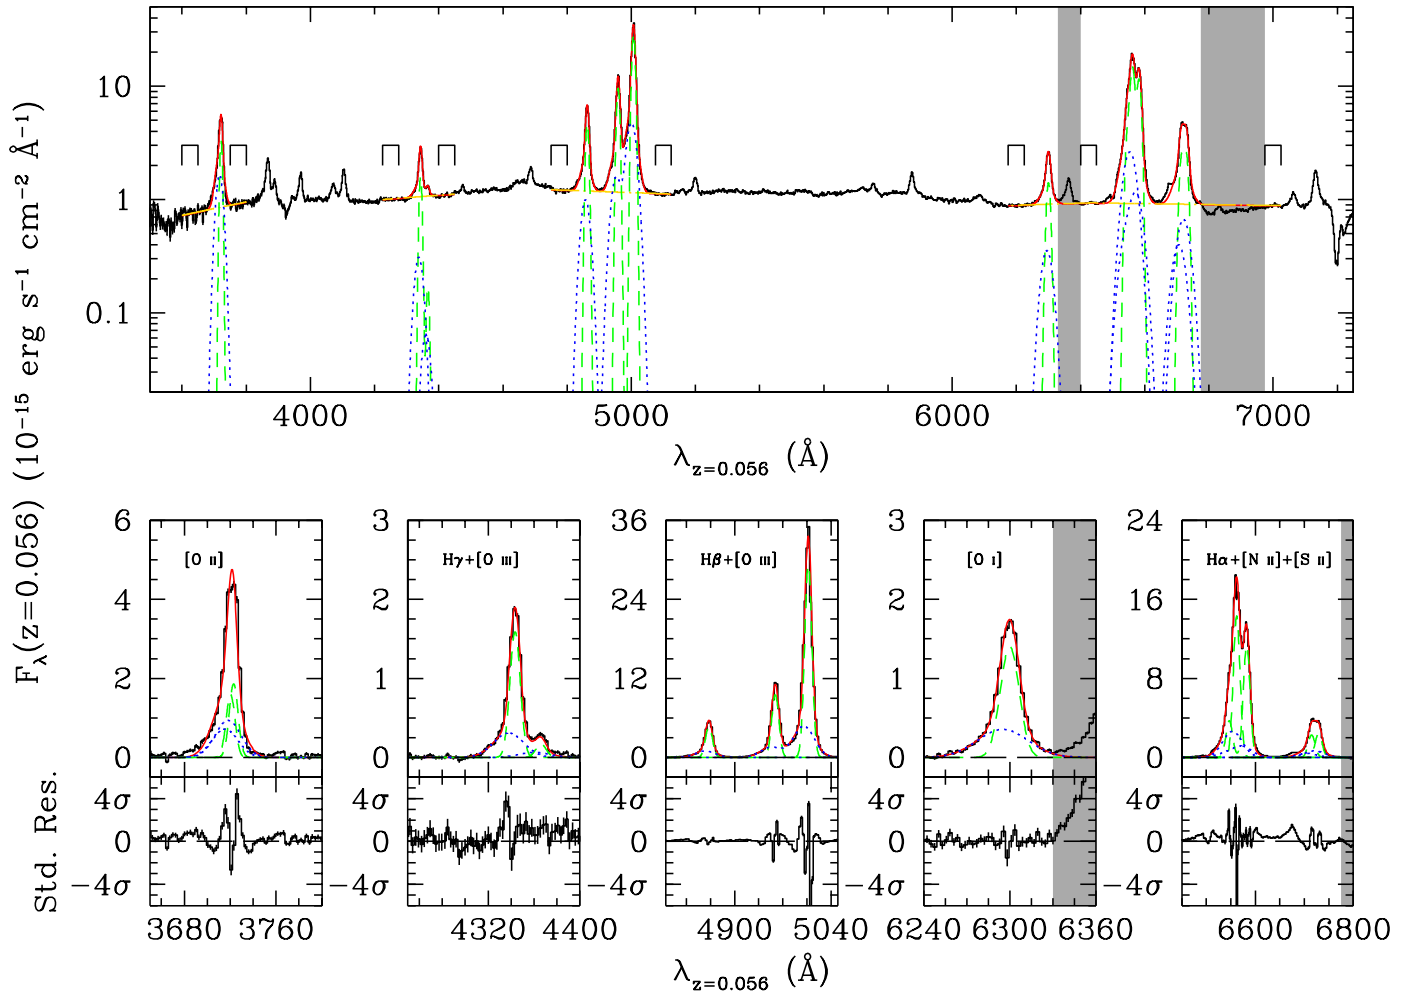 F_λ(z=0.056) (10⁻¹⁵ erg s⁻¹ cm⁻² Å⁻¹)
10
1
0.1
4000 5000 6000 7000
λ_z=0.056 (Å)
6 3 36 3 24
[O II] Hγ+[O III] Hβ+[O III] [O I] Hα+[N II]+[S II]
4 2 24 2 16
2 1 12 1 8
0 0 0 0 0
Std. Res.
4σ 4σ 4σ 4σ 4σ
0 0 0 0 0
−4σ −4σ −4σ −4σ −4σ
3680 3760 4320 4400 4900 5040 6240 6300 6360 6600 6800
λ_z=0.056 (Å)